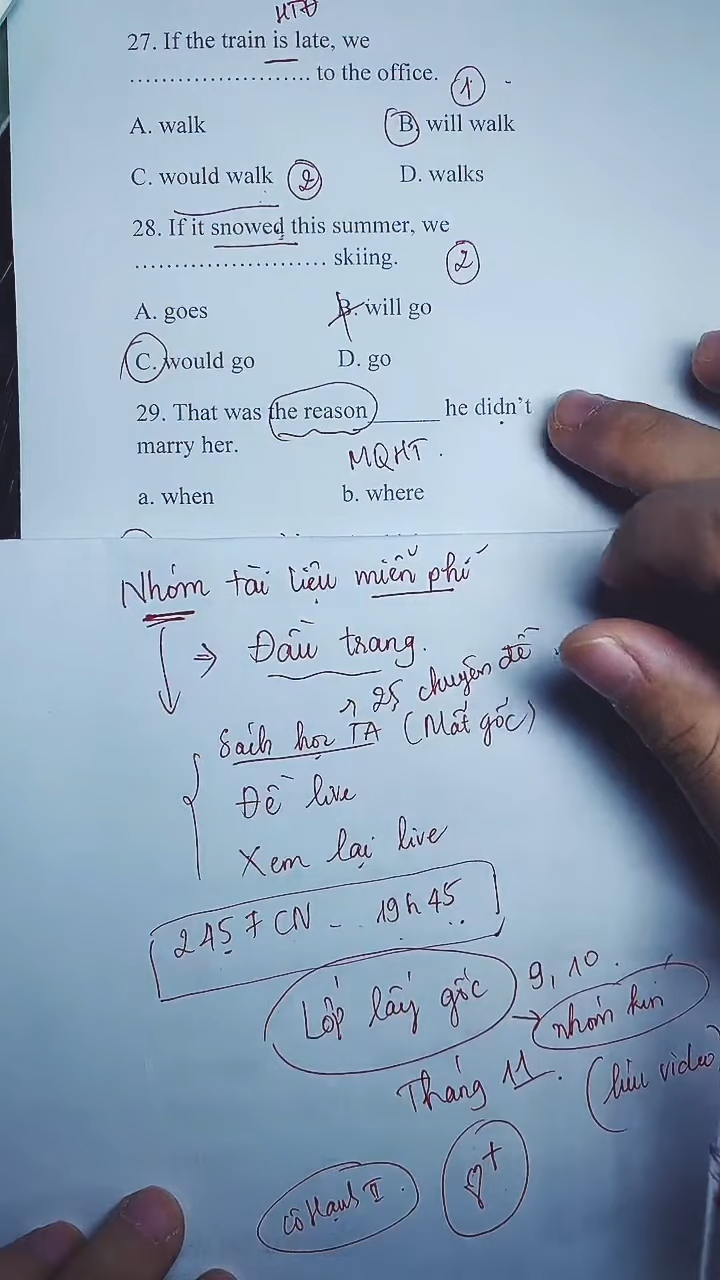 HTĐ
27. If the train is late, we
........................ to the office. 1
A. walk B. will walk
C. would walk 2 D. walks
28. If it snowed this summer, we
........................ skiing. 2
A. goes B. will go
C. would go D. go
29. That was the reason ______ he didn't
marry her.
MQHT.
a. when b. where
Nhóm tài liệu miễn phí
⇒ Đầu trang.
25 chuyên đề
Sách học TA (Mất gốc)
Đề live
Xem lại live
2457 CN - 19h45
Lớp lấy gốc 9, 10.
→ nhóm kín
Tháng 11. (lưu video
cô Hạnh II